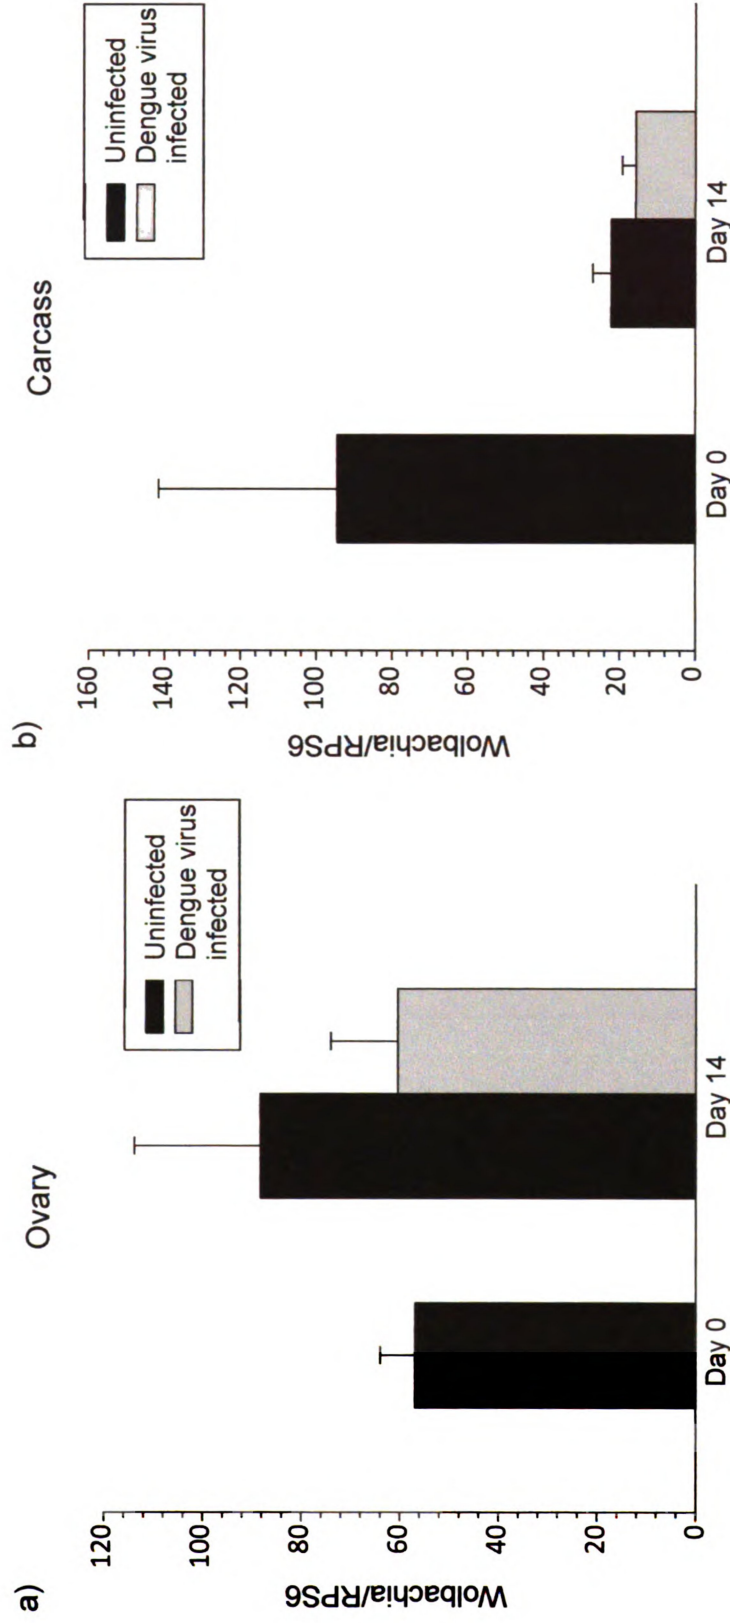 a)
Ovary
Uninfected
Dengue virus
infected
Wolbachia/RPS6
120
100
80
60
40
20
0
Day 0
Day 14
b)
Carcass
Uninfected
Dengue virus
infected
Wolbachia/RPS6
160
140
120
100
80
60
40
20
0
Day 0
Day 14